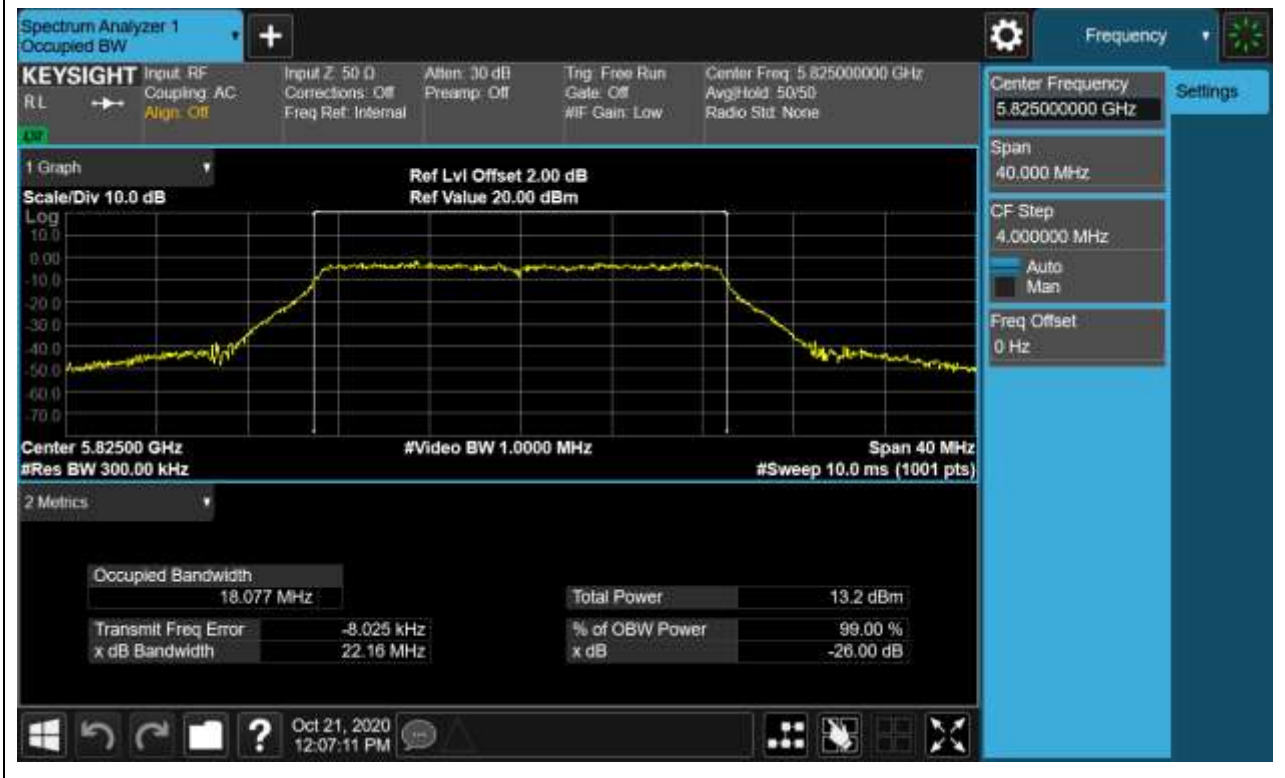 Spectrum Analyzer 1
Occupied BW
Frequency
KEYSIGHT
RL
Input: RF
Coupling: AC
Align: Off
Input Z: 50 Ω
Corrections: Off
Freq Ref: Internal
Atten: 30 dB
Preamp: Off
Trig: Free Run
Gate: Off
#IF Gain: Low
Center Freq: 5.825000000 GHz
Avg|Hold: 50/50
Radio Std: None
1 Graph
Scale/Div 10.0 dB
Ref Lvl Offset 2.00 dB
Ref Value 20.00 dBm
Log
10.0
0.00
-10.0
-20.0
-30.0
-40.0
-50.0
-60.0
-70.0
Center 5.82500 GHz
#Video BW 1.0000 MHz
Span 40 MHz
#Res BW 300.00 kHz
#Sweep 10.0 ms (1001 pts)
2 Metrics
Occupied Bandwidth
18.077 MHz
Total Power 13.2 dBm
Transmit Freq Error -8.025 kHz
% of OBW Power 99.00 %
x dB Bandwidth 22.16 MHz
x dB -26.00 dB
Oct 21, 2020
12:07:11 PM
Center Frequency
5.825000000 GHz
Settings
Span
40.000 MHz
CF Step
4.000000 MHz
Auto
Man
Freq Offset
0 Hz